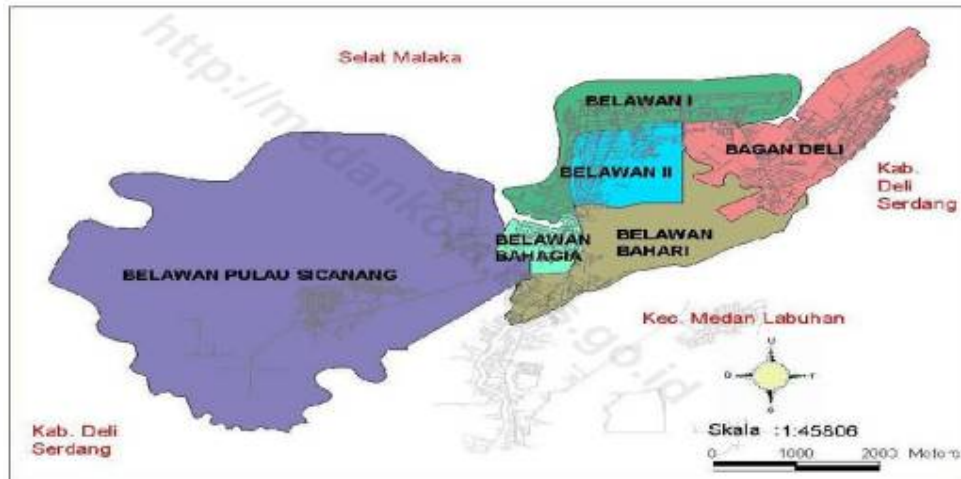 Selat Malaka
BELAWAN I
BAGAN DELI
BELAWAN II
Kab.
Deli
Serdang
BELAWAN
BAHAGIA
BELAWAN
BAHARI
BELAWAN PULAU SICANANG
Kec. Medan Labuhan
U
B T
S
Kab. Deli
Serdang
Skala :1:45806
0 1000 2000 Meters